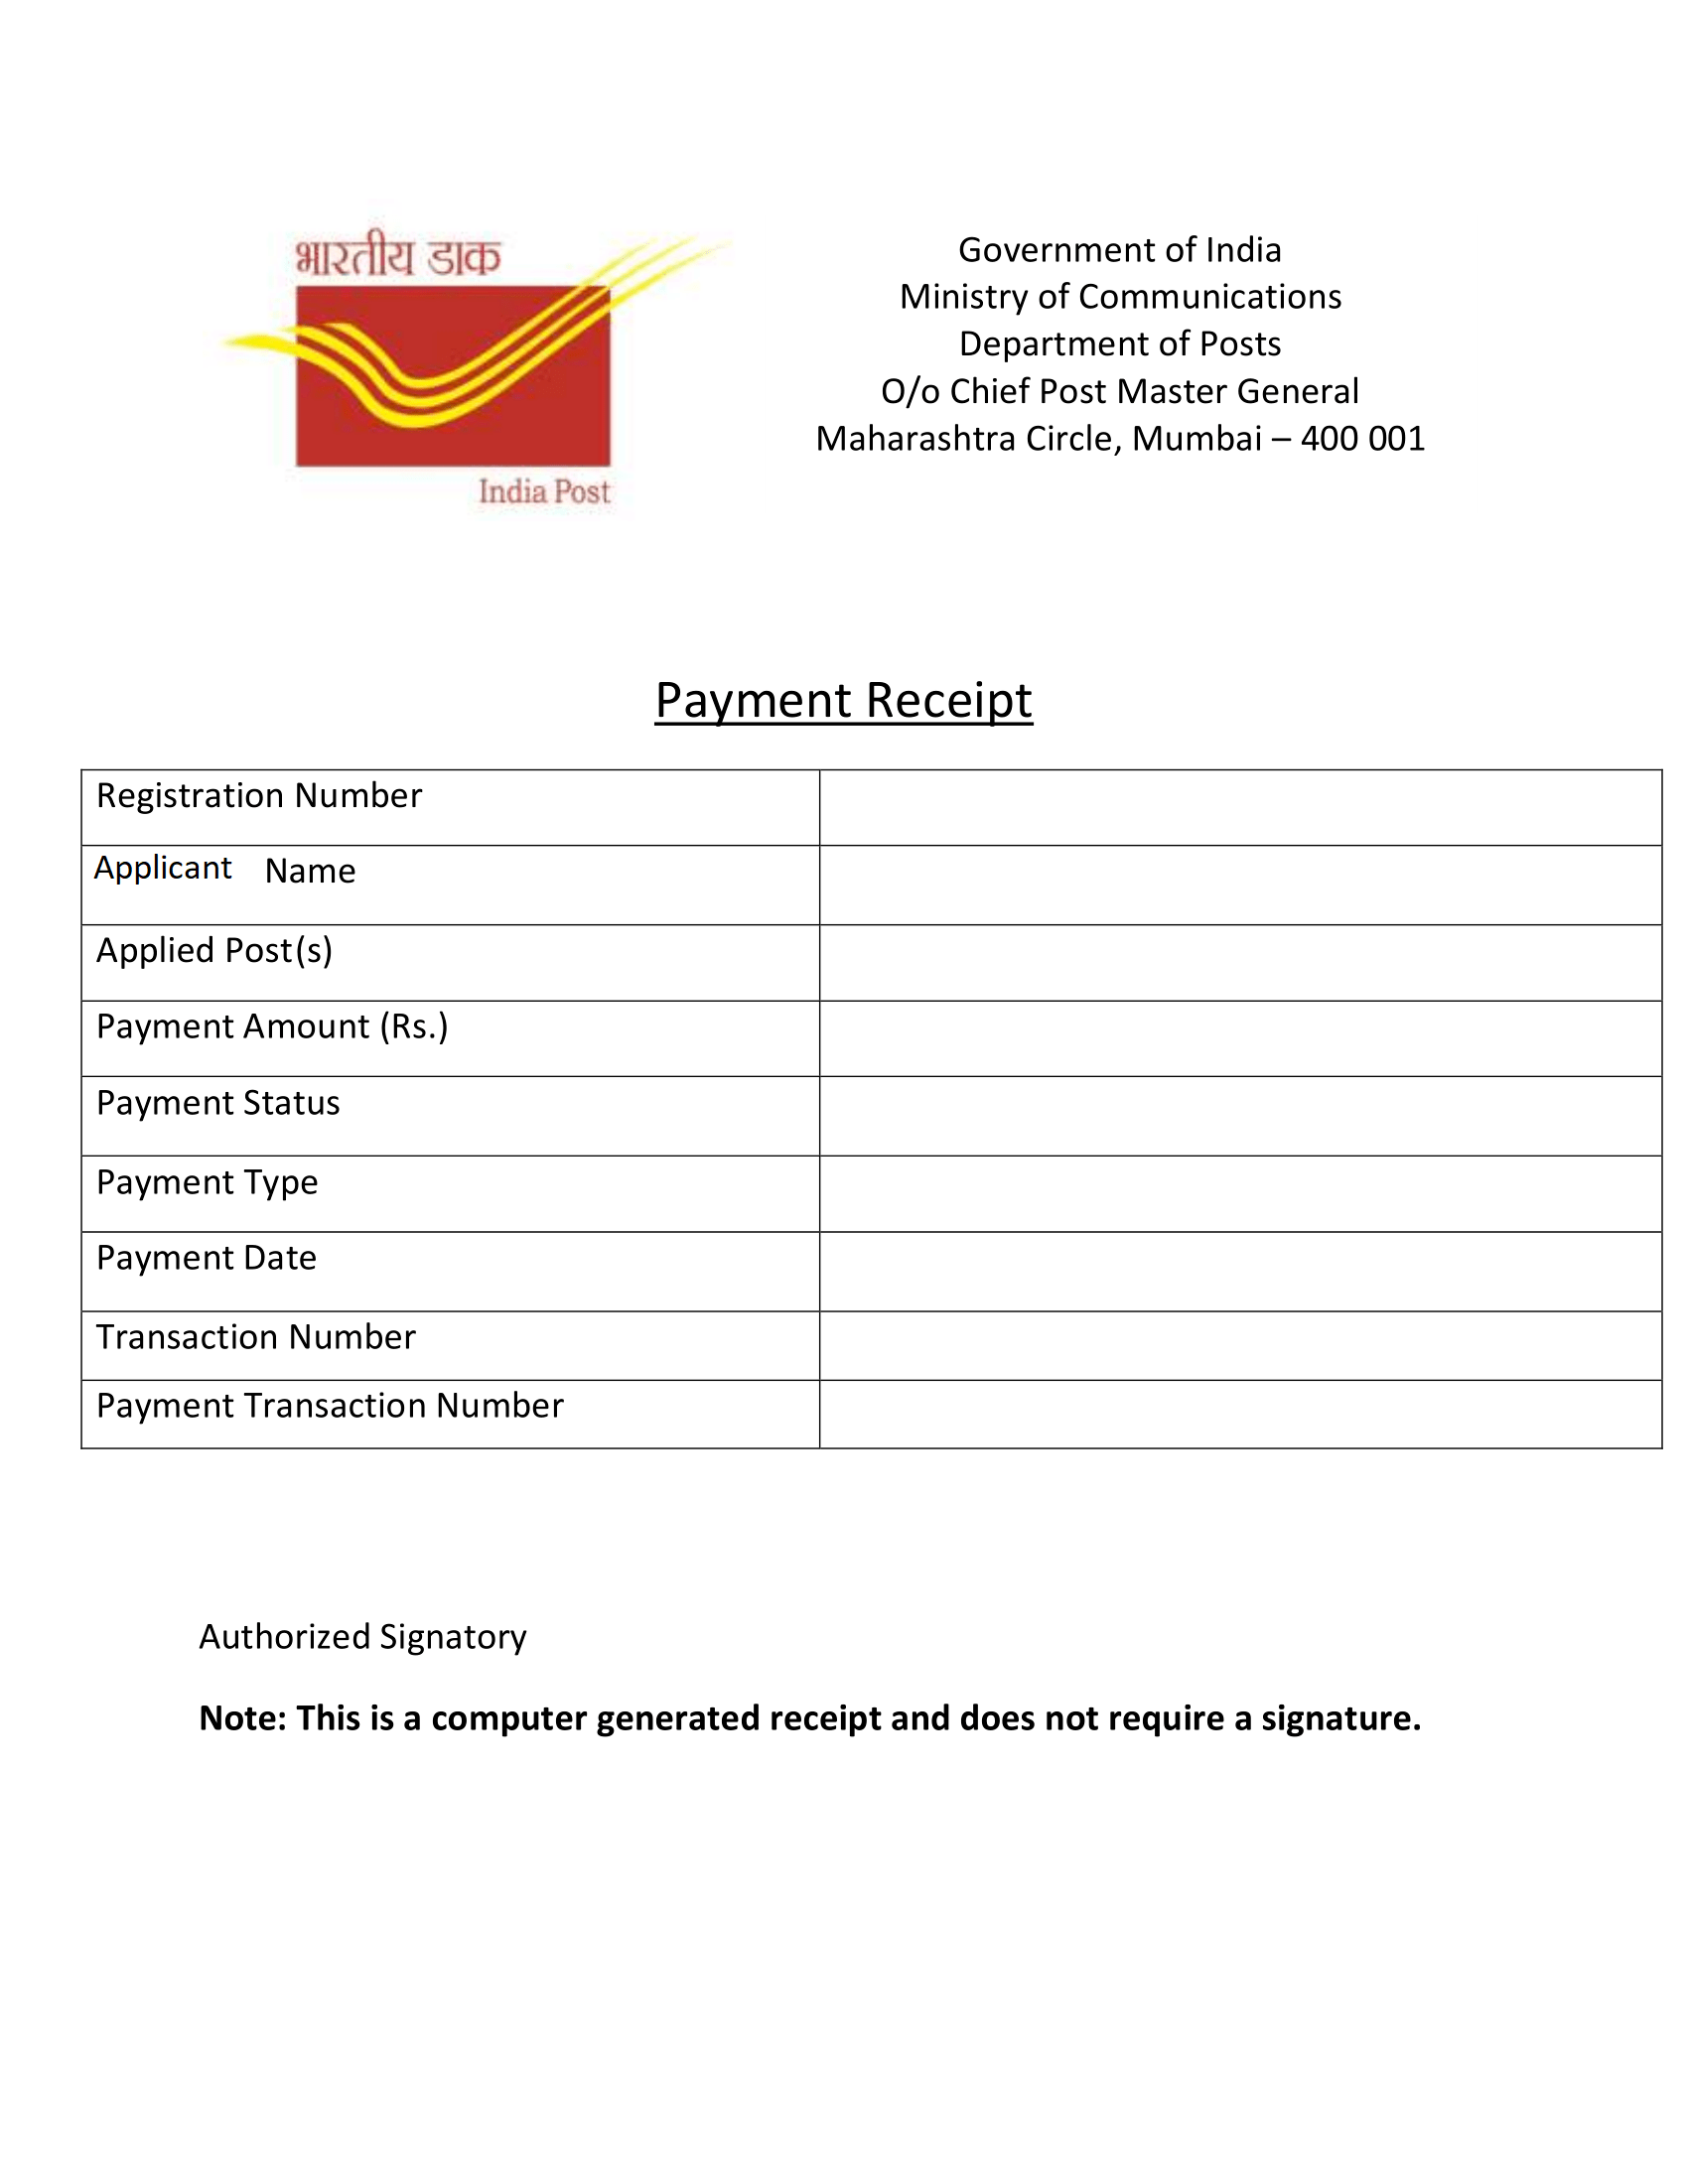 भारतीय डाक
India Post
Government of India
Ministry of Communications
Department of Posts
O/o Chief Post Master General
Maharashtra Circle, Mumbai – 400 001
Payment Receipt
Registration Number
Applicant Name
Applied Post(s)
Payment Amount (Rs.)
Payment Status
Payment Type
Payment Date
Transaction Number
Payment Transaction Number
Authorized Signatory
Note: This is a computer generated receipt and does not require a signature.